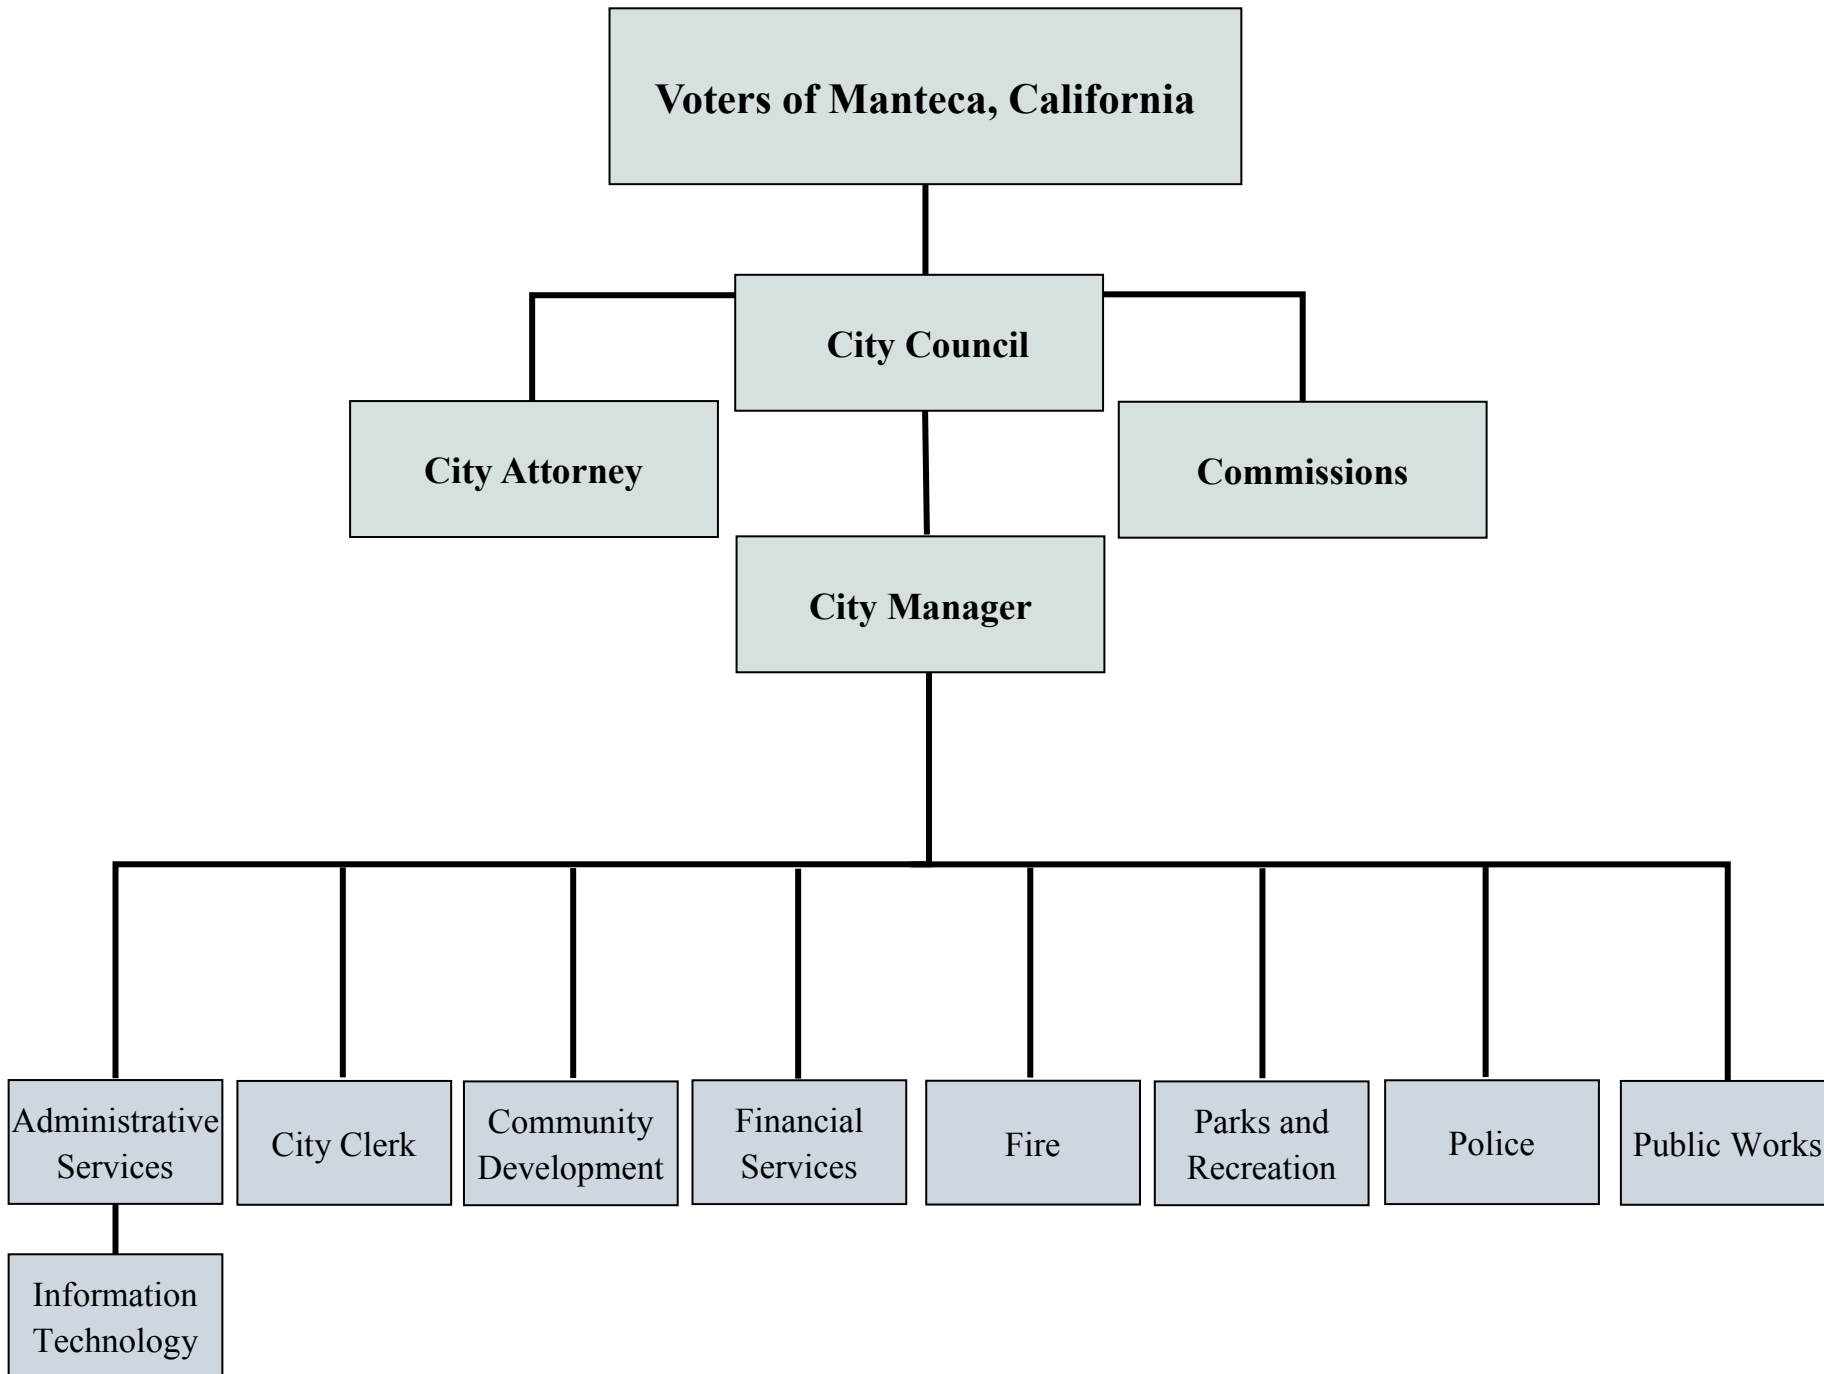 Voters of Manteca, California
City Council
City Attorney
Commissions
City Manager
Administrative
Services
City Clerk
Community
Development
Financial
Services
Fire
Parks and
Recreation
Police
Public Works
Information
Technology